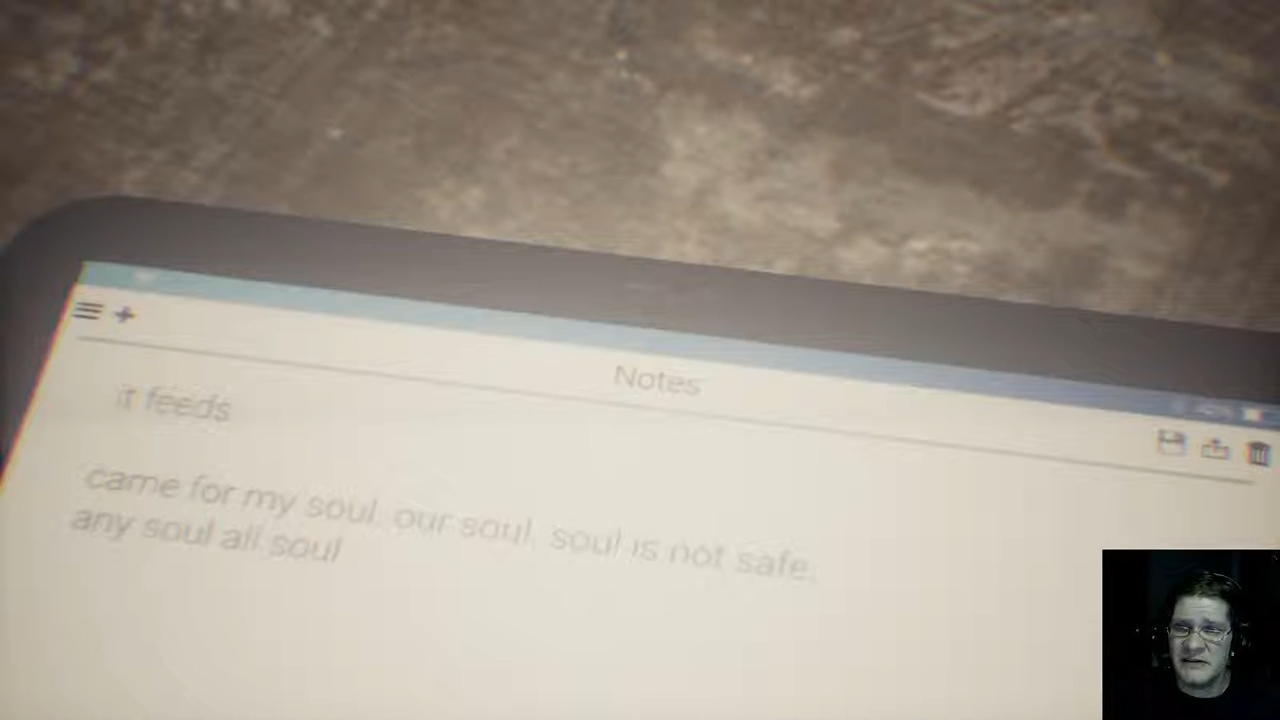 Notes
it feeds
came for my soul. our soul. soul is not safe.
any soul all soul